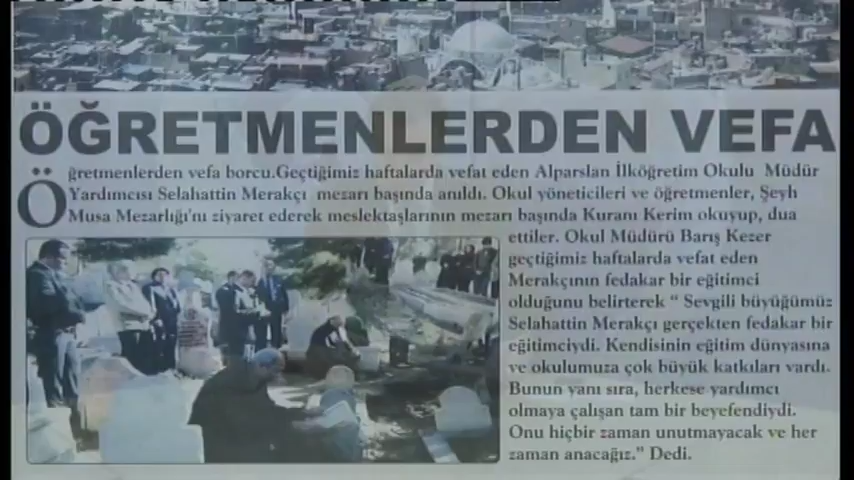 ÖĞRETMENLERDEN VEFA
Öğretmenlerden vefa borcu.Geçtiğimiz haftalarda vefat eden Alparslan İlköğretim Okulu Müdür
Yardımcısı Selahattin Merakçı mezarı başında anıldı. Okul yöneticileri ve öğretmenler, Şeyh
Musa Mezarlığı'nı ziyaret ederek meslektaşlarının mezarı başında Kuranı Kerim okuyup, dua
ettiler. Okul Müdürü Barış Kezer
geçtiğimiz haftalarda vefat eden
Merakçının fedakar bir eğitimci
olduğunu belirterek “ Sevgili büyüğümüz
Selahattin Merakçı gerçekten fedakar bir
eğitimciydi. Kendisinin eğitim dünyasına
ve okulumuza çok büyük katkıları vardı.
Bunun yanı sıra, herkese yardımcı
olmaya çalışan tam bir beyefendiydi.
Onu hiçbir zaman unutmayacak ve her
zaman anacağız." Dedi.